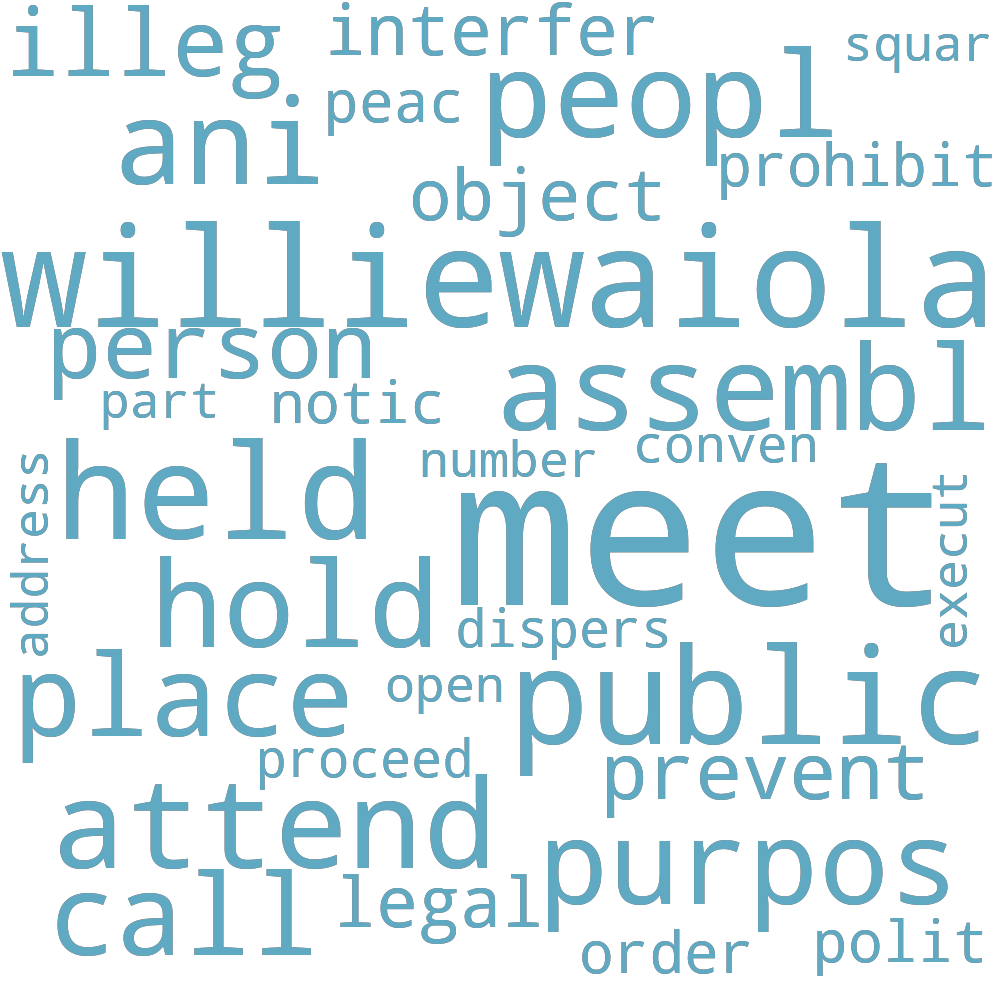 illeg
interfer
squar
peac
peopl
ani
prohibit
object
williewaiola
person
assembl
part
notic
conven
held
number
address
meet
execut
hold
dispers
place
open
public
proceed
prevent
attend
purpos
call
legal
order
polit